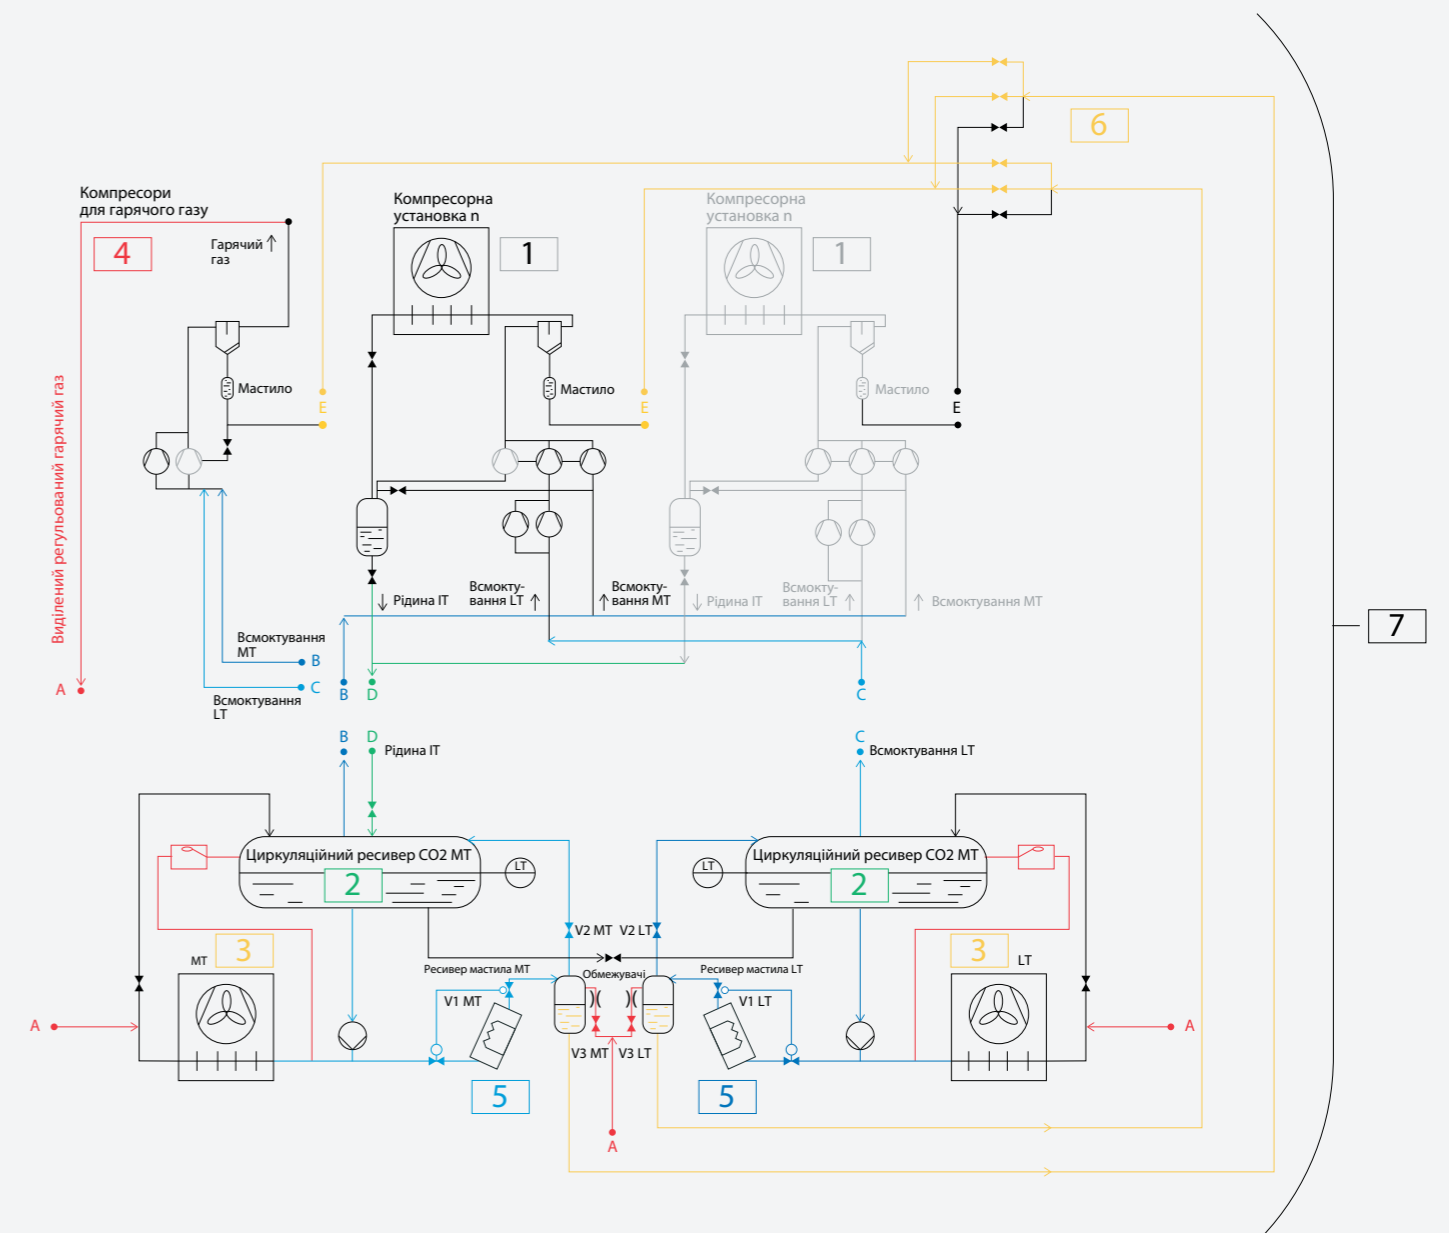 6
Компресори
для гарячого газу
4
Гарячий
газ
Компресорна
установка n
1
Компресорна
установка n
1
Мастило
Мастило
Мастило
E
E
E
Виділений регульований гарячий газ
Рідина IT
Всмокту-
вання LT
Всмокту-
вання MT
Рідина IT
Всмокту-
вання LT
Всмоктування MT
7
Всмоктування
MT
B
C
Всмоктування
LT
A
B
D
C
B
D
Рідина IT
C
Всмоктування LT
Циркуляційний ресивер CO2 MT
2
LT
LT
Циркуляційний ресивер CO2 MT
2
V2 MT
V2 LT
MT
3
3
LT
Ресивер мастила MT
Обмежувачі
Ресивер мастила LT
V1 MT
V1 LT
A
A
V3 MT
V3 LT
5
5
A